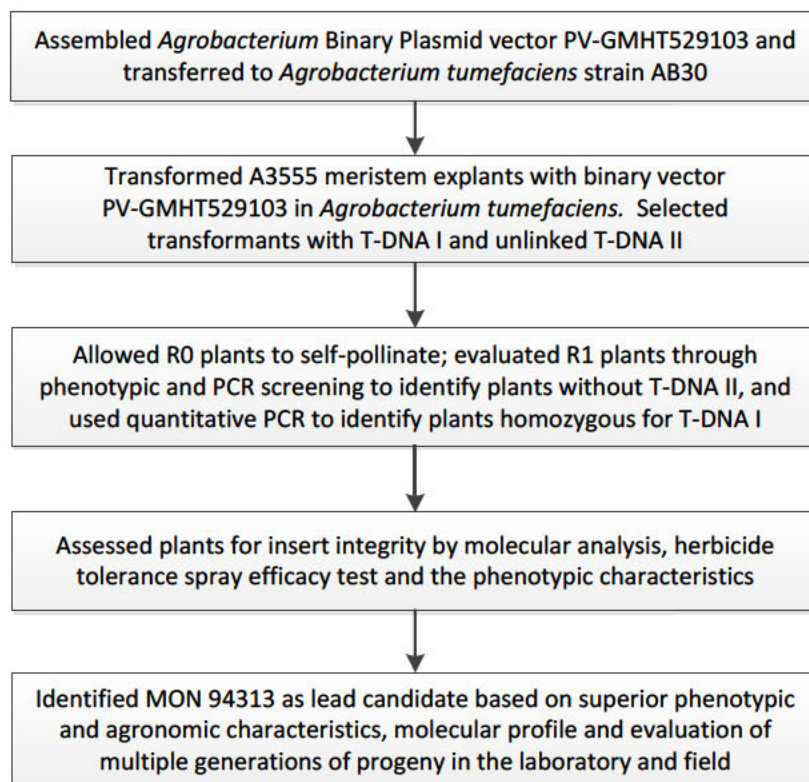 Assembled Agrobacterium Binary Plasmid vector PV-GMHT529103 and
transferred to Agrobacterium tumefaciens strain AB30
Transformed A3555 meristem explants with binary vector
PV-GMHT529103 in Agrobacterium tumefaciens. Selected
transformants with T-DNA I and unlinked T-DNA II
Allowed R0 plants to self-pollinate; evaluated R1 plants through
phenotypic and PCR screening to identify plants without T-DNA II, and
used quantitative PCR to identify plants homozygous for T-DNA I
Assessed plants for insert integrity by molecular analysis, herbicide
tolerance spray efficacy test and the phenotypic characteristics
Identified MON 94313 as lead candidate based on superior phenotypic
and agronomic characteristics, molecular profile and evaluation of
multiple generations of progeny in the laboratory and field